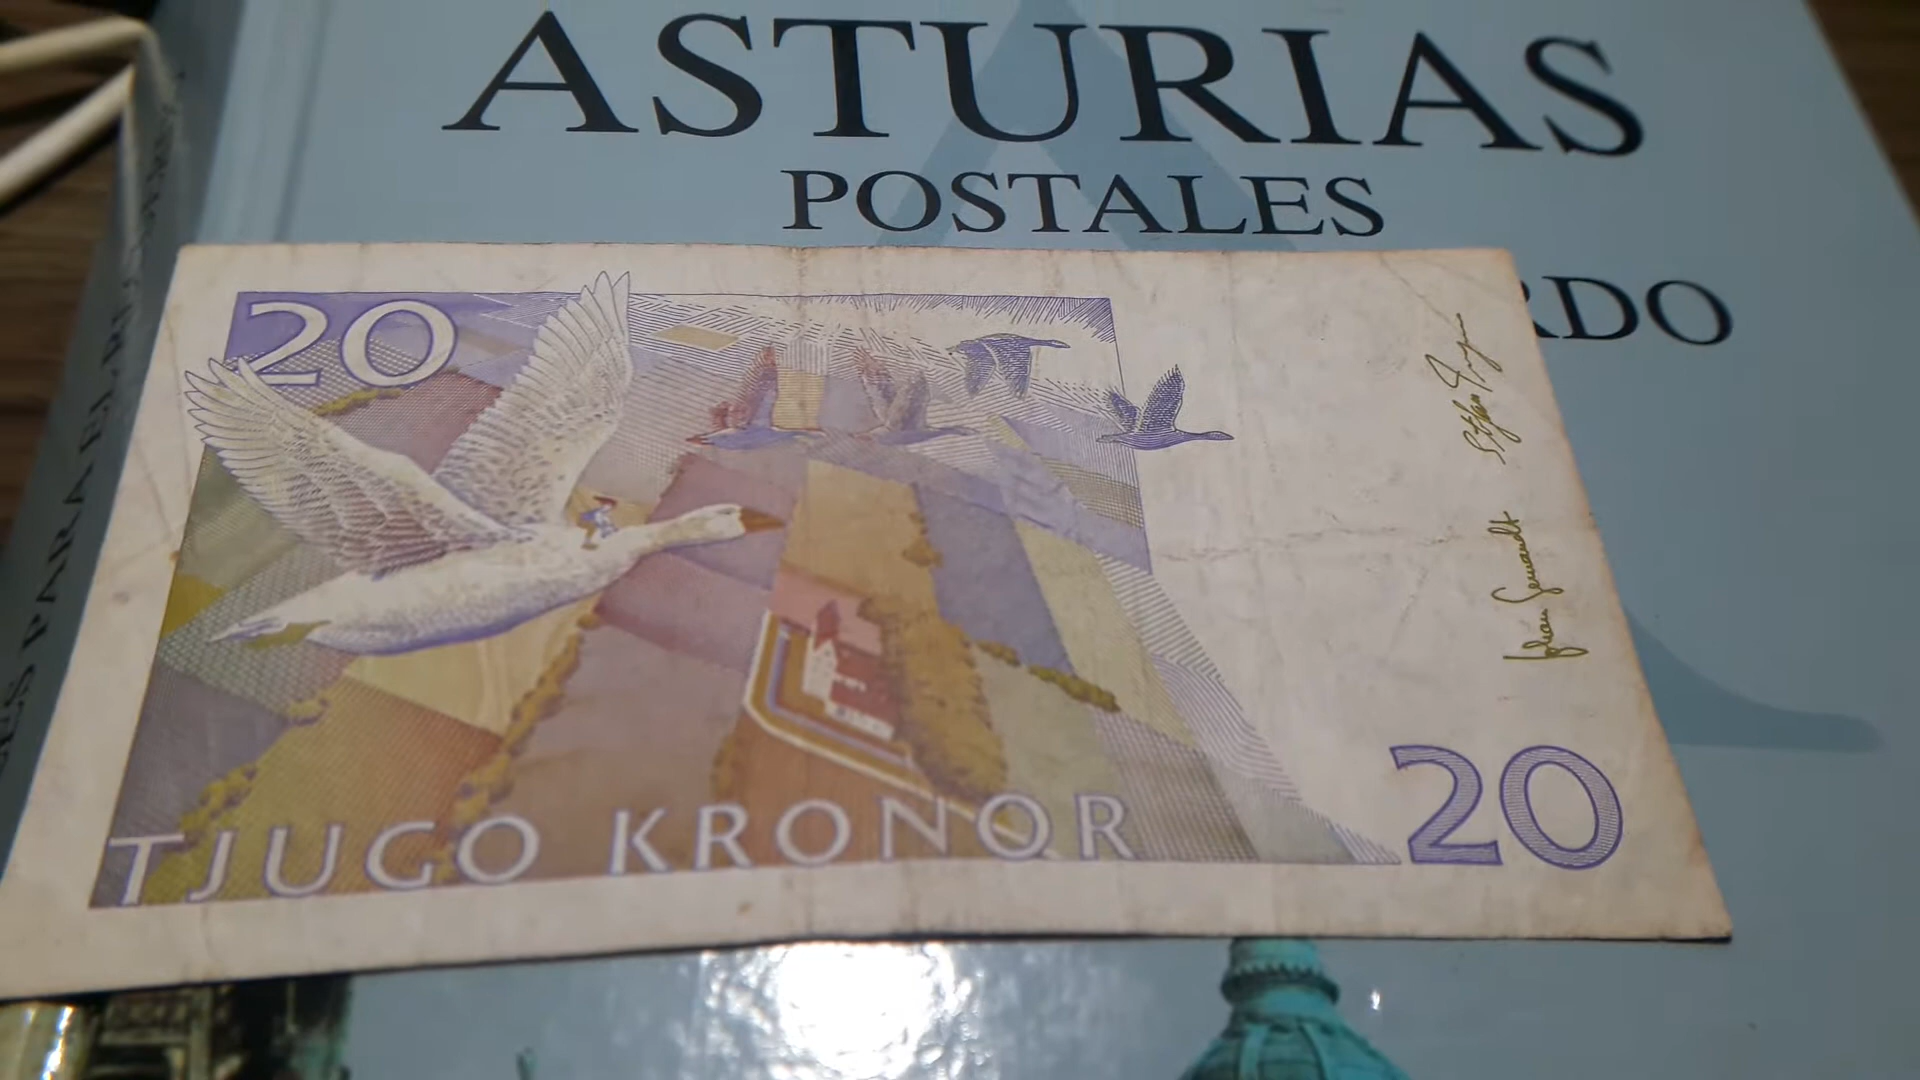 ASTURIAS
POSTALES
RDO
20
TJUGO KRONOR
20